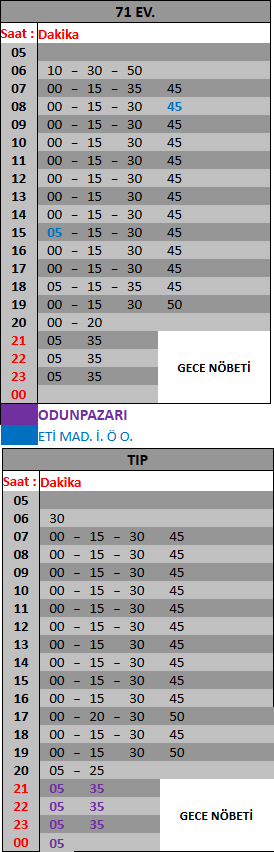 71 EV.
Saat : Dakika
05
06 10 – 30 – 50
07 00 – 15 – 35 45
08 00 – 15 – 30 45
09 00 – 15 – 30 45
10 00 – 15 30 45
11 00 – 15 – 30 45
12 00 – 15 – 30 45
13 00 – 15 30 45
14 00 – 15 – 30 45
15 05 – 15 – 30 45
16 00 – 15 30 45
17 00 – 15 – 30 45
18 05 – 15 – 35 45
19 00 – 15 30 50
20 00 – 20
21 05 35
22 05 35
23 05 35
00
GECE NÖBETİ
ODUNPAZARI
ETİ MAD. İ. Ö O.
TIP
Saat : Dakika
05
06 30
07 00 – 15 – 30 45
08 00 – 15 – 30 45
09 00 – 15 – 30 45
10 00 – 15 – 30 45
11 00 – 15 – 30 45
12 00 – 15 – 30 45
13 00 – 15 30 45
14 00 – 15 – 30 45
15 00 – 15 – 30 45
16 00 – 15 30 45
17 00 – 20 – 30 50
18 00 – 15 – 30 45
19 00 – 15 30 50
20 05 – 25
21 05 35
22 05 35
23 05 35
00 05
GECE NÖBETİ